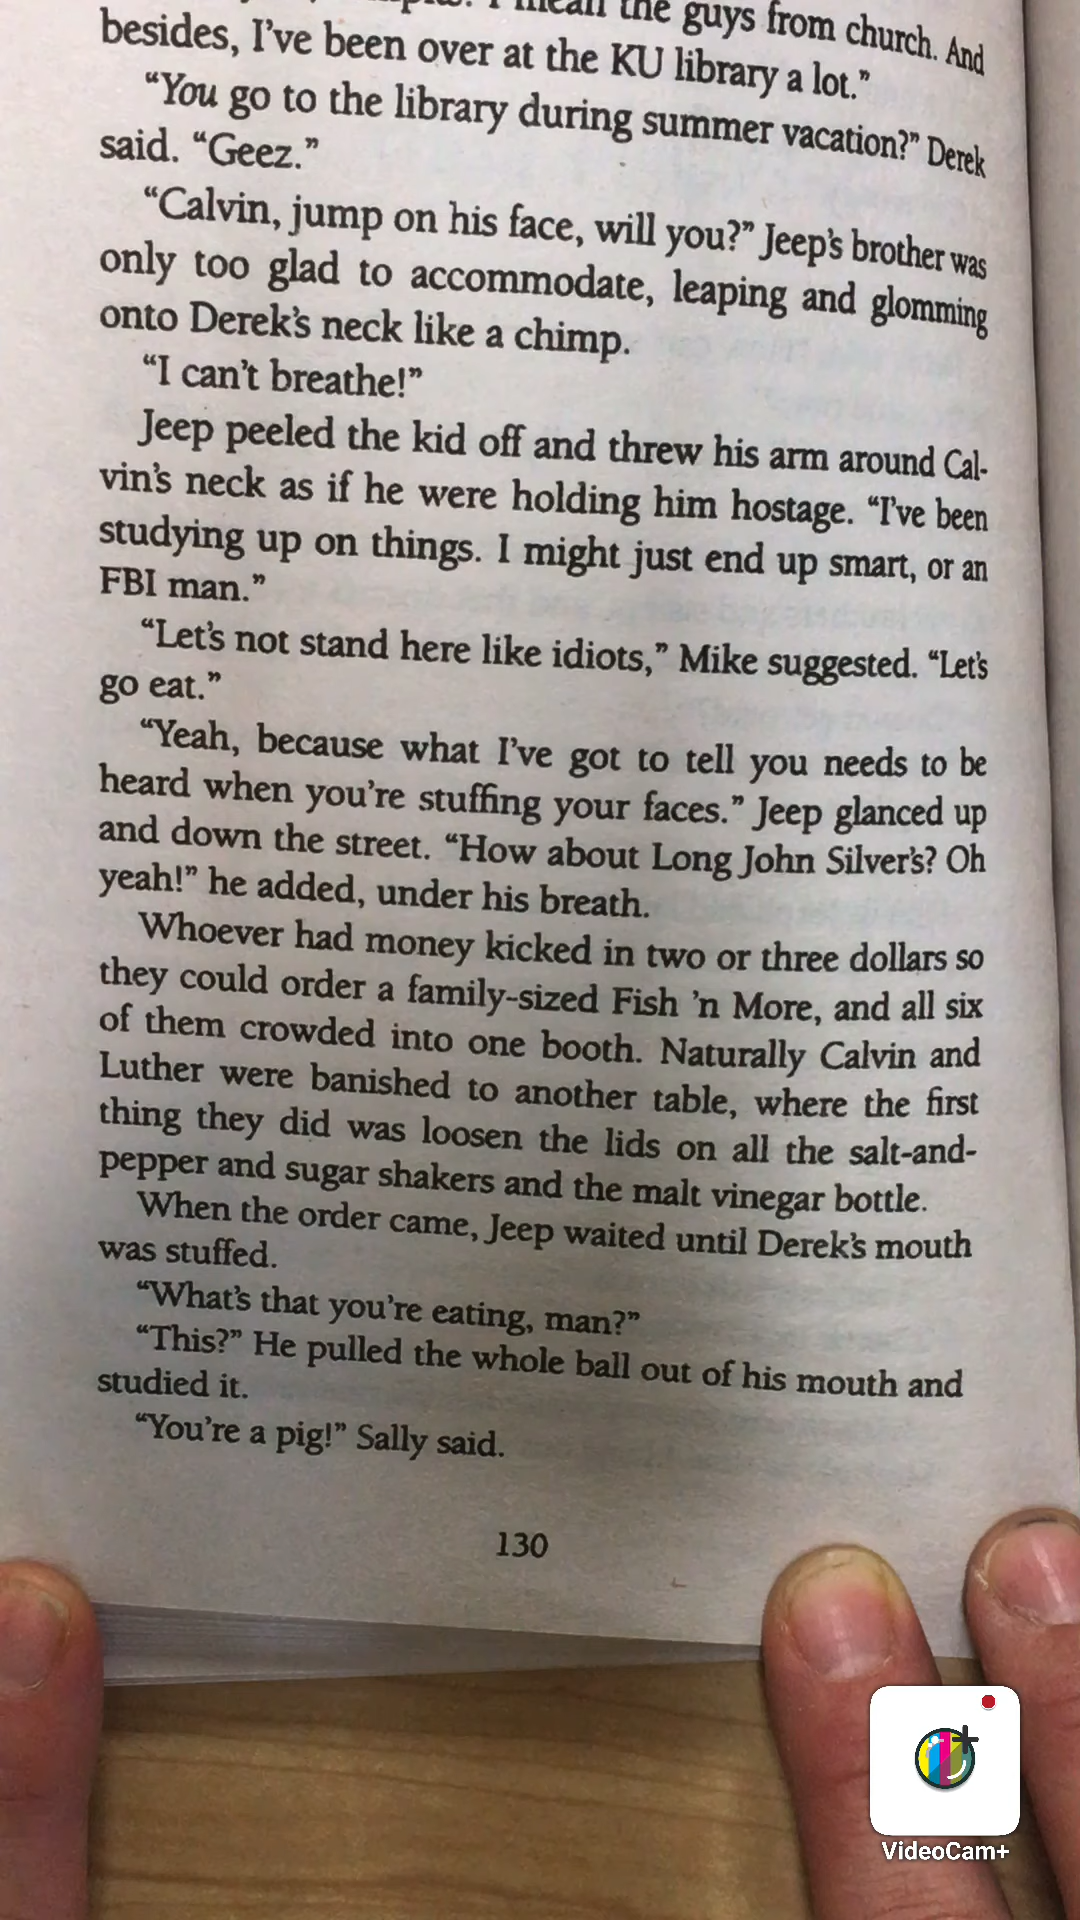 I mean the guys from church. And
besides, I've been over at the KU library a lot.”
“You go to the library during summer vacation?” Derek
said. “Geez.”
“Calvin, jump on his face, will you?” Jeep's brother was
only too glad to accommodate, leaping and glomming
onto Derek's neck like a chimp.
“I can't breathe!”
Jeep peeled the kid off and threw his arm around Cal-
vin's neck as if he were holding him hostage. “I've been
studying up on things. I might just end up smart, or an
FBI man.”
“Let's not stand here like idiots,” Mike suggested. “Let's
go eat.”
“Yeah, because what I've got to tell you needs to be
heard when you're stuffing your faces.” Jeep glanced up
and down the street. “How about Long John Silver's? Oh
yeah!” he added, under his breath.
Whoever had money kicked in two or three dollars so
they could order a family-sized Fish 'n More, and all six
of them crowded into one booth. Naturally Calvin and
Luther were banished to another table, where the first
thing they did was loosen the lids on all the salt-and-
pepper and sugar shakers and the malt vinegar bottle.
When the order came, Jeep waited until Derek's mouth
was stuffed.
“What's that you're eating, man?”
“This?” He pulled the whole ball out of his mouth and
studied it.
“You're a pig!” Sally said.
130
VideoCam+